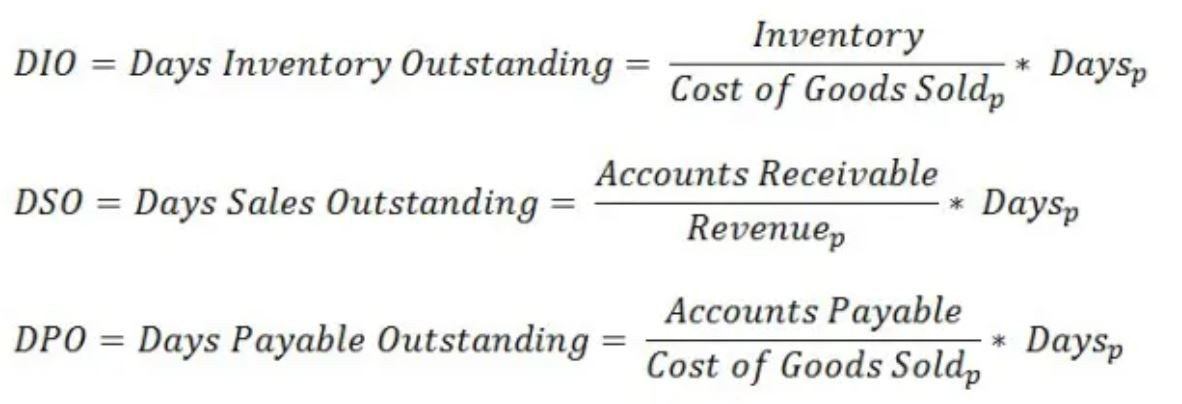 DIO = Days Inventory Outstanding = Inventory / Cost of Goods Sold_p * Days_p
DSO = Days Sales Outstanding = Accounts Receivable / Revenue_p * Days_p
DPO = Days Payable Outstanding = Accounts Payable / Cost of Goods Sold_p * Days_p